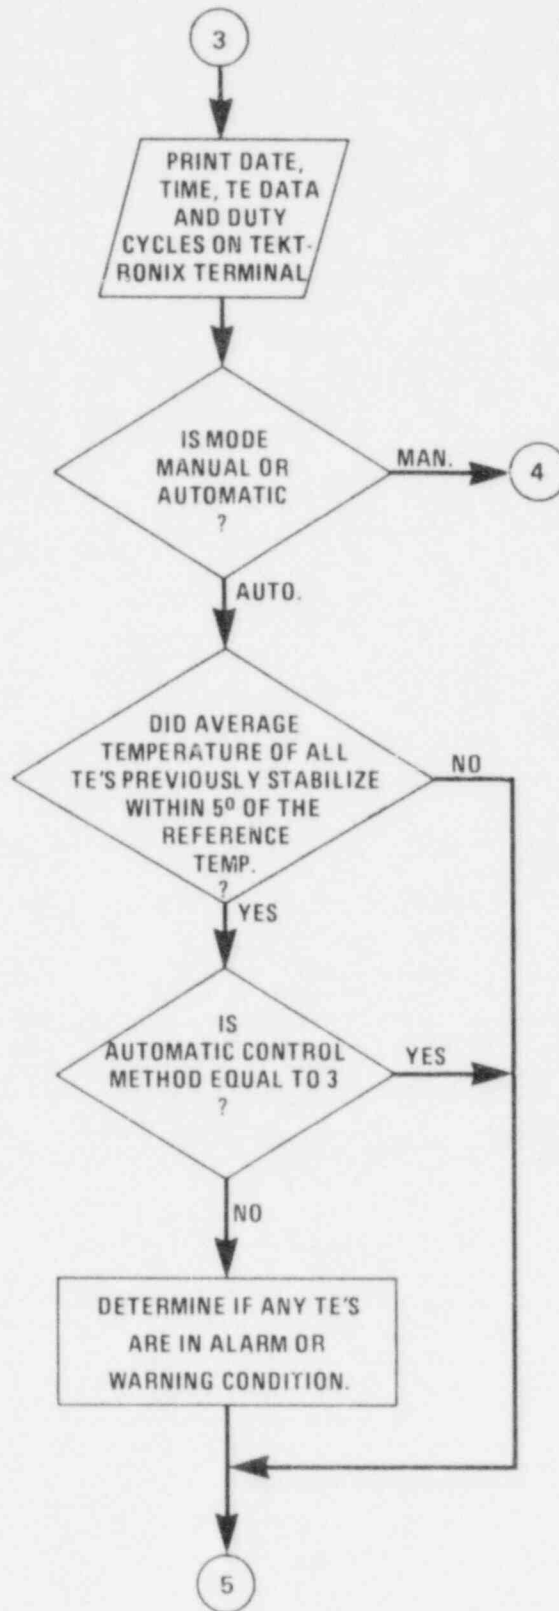 3
PRINT DATE,
TIME, TE DATA
AND DUTY
CYCLES ON TEKT-
RONIX TERMINAL
IS MODE
MANUAL OR
AUTOMATIC
?
MAN.
4
AUTO.
DID AVERAGE
TEMPERATURE OF ALL
TE'S PREVIOUSLY STABILIZE
WITHIN 5º OF THE
REFERENCE
TEMP.
?
NO
YES
IS
AUTOMATIC CONTROL
METHOD EQUAL TO 3
?
YES
NO
DETERMINE IF ANY TE'S
ARE IN ALARM OR
WARNING CONDITION.
5